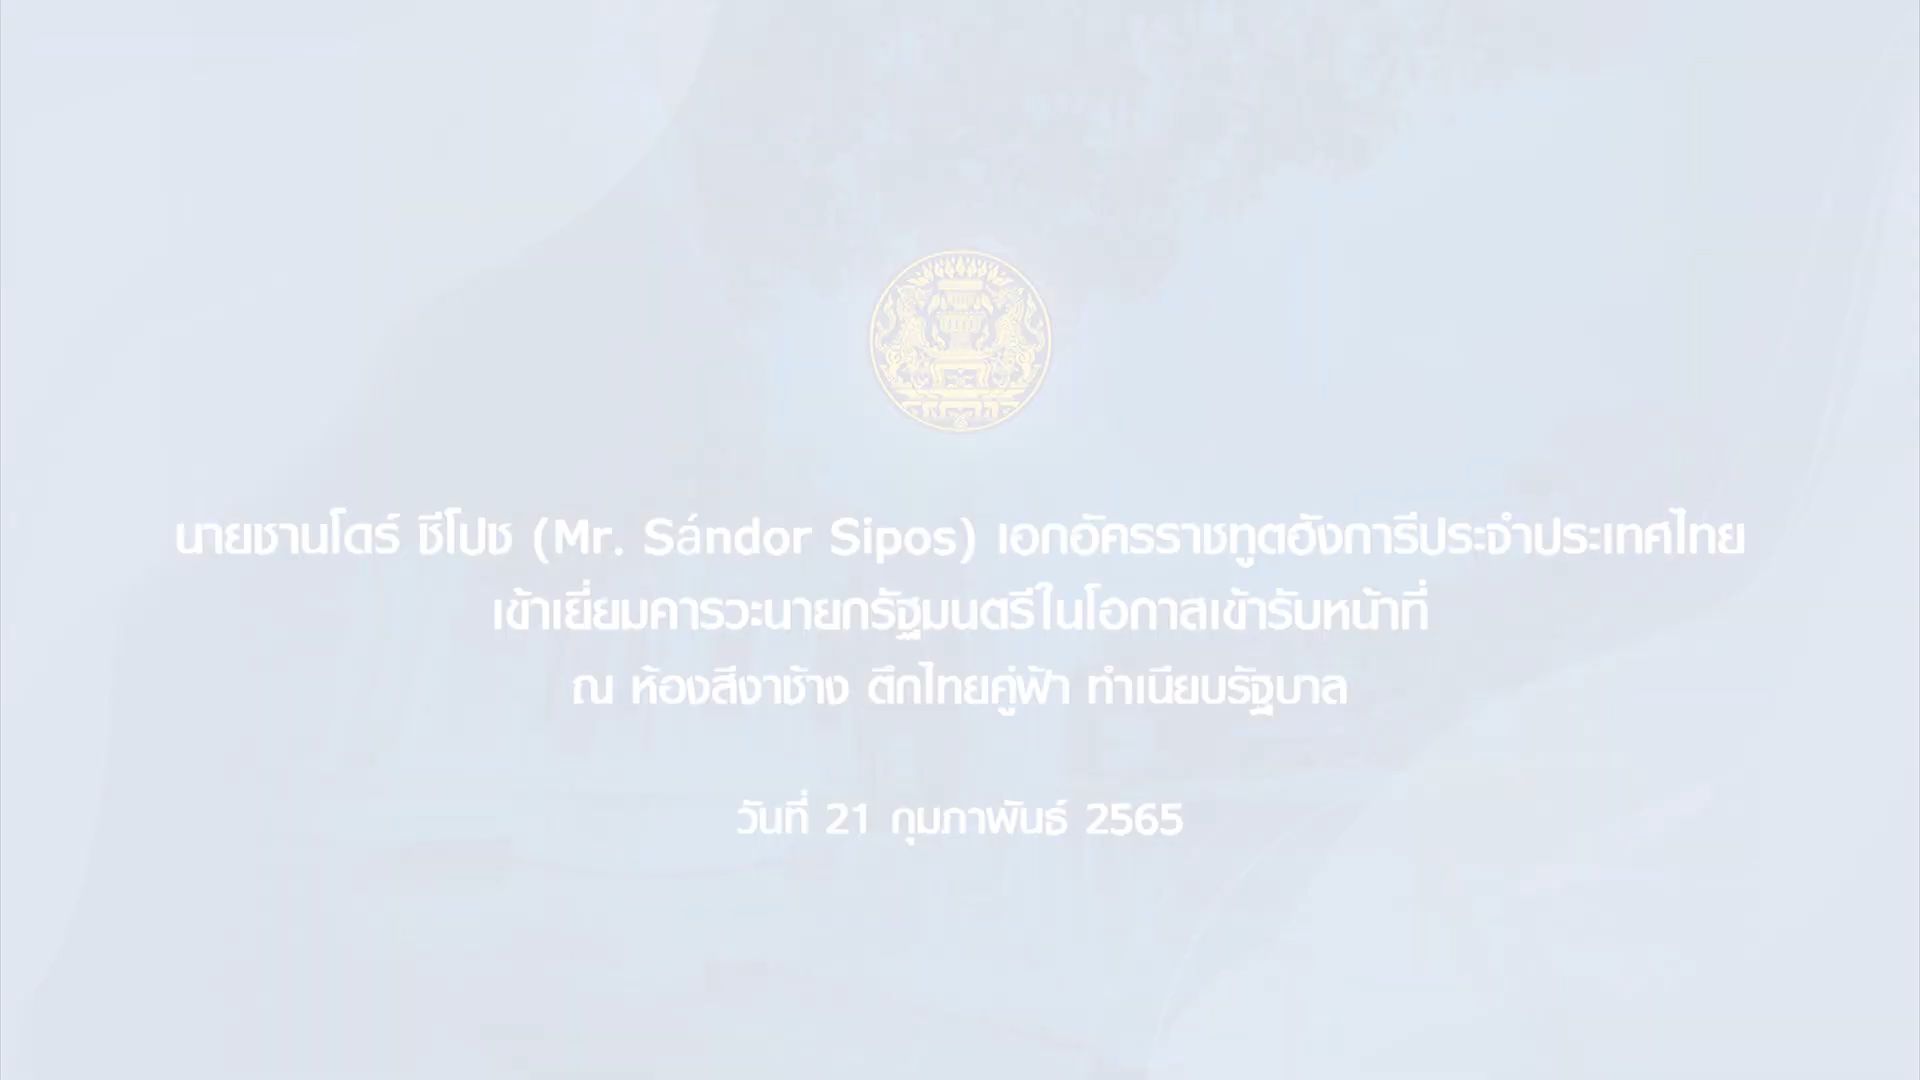 นายชานโดร์ ชีโปช (Mr. Sándor Sipos) เอกอัครราชทูตฮังการีประจำประเทศไทย
เข้าเยี่ยมคารวะนายกรัฐมนตรีในโอกาสเข้ารับหน้าที่
ณ ห้องสีงาช้าง ตึกไทยคู่ฟ้า ทำเนียบรัฐบาล
วันที่ 21 กุมภาพันธ์ 2565